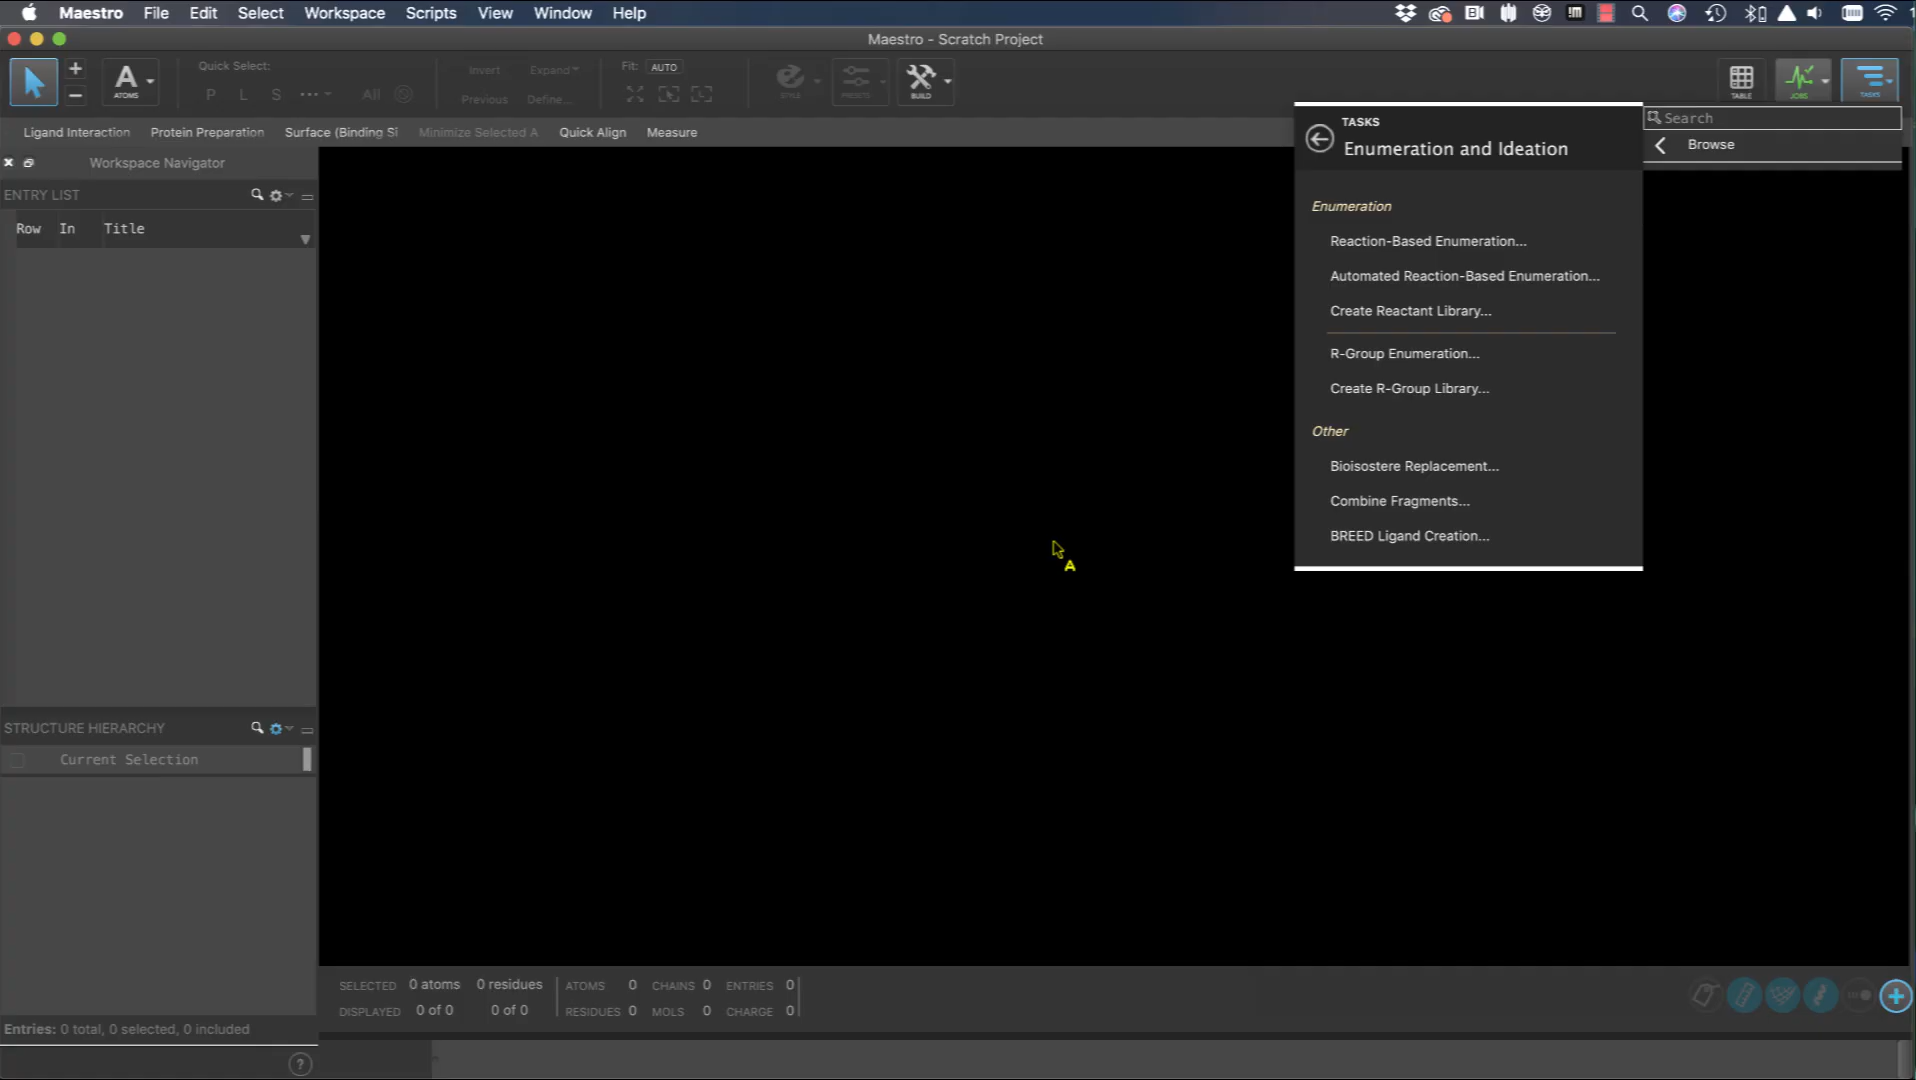 Maestro File Edit Select Workspace Scripts View Window Help
Maestro - Scratch Project
Quick Select:
P L S ... All
A
ATOMS
Invert Expand
Previous Define...
Fit: AUTO
STYLE
PRESETS
BUILD
TABLE
JOBS
TASKS
Ligand Interaction Protein Preparation Surface (Binding Si Minimize Selected A Quick Align Measure
Workspace Navigator
ENTRY LIST
Row In Title
TASKS
Enumeration and Ideation
Search
Browse
Enumeration
Reaction-Based Enumeration...
Automated Reaction-Based Enumeration...
Create Reactant Library...
R-Group Enumeration...
Create R-Group Library...
Other
Bioisostere Replacement...
Combine Fragments...
BREED Ligand Creation...
A
STRUCTURE HIERARCHY
Current Selection
SELECTED 0 atoms 0 residues ATOMS 0 CHAINS 0 ENTRIES 0
DISPLAYED 0 of 0 0 of 0 RESIDUES 0 MOLS 0 CHARGE 0
Entries: 0 total, 0 selected, 0 included
?